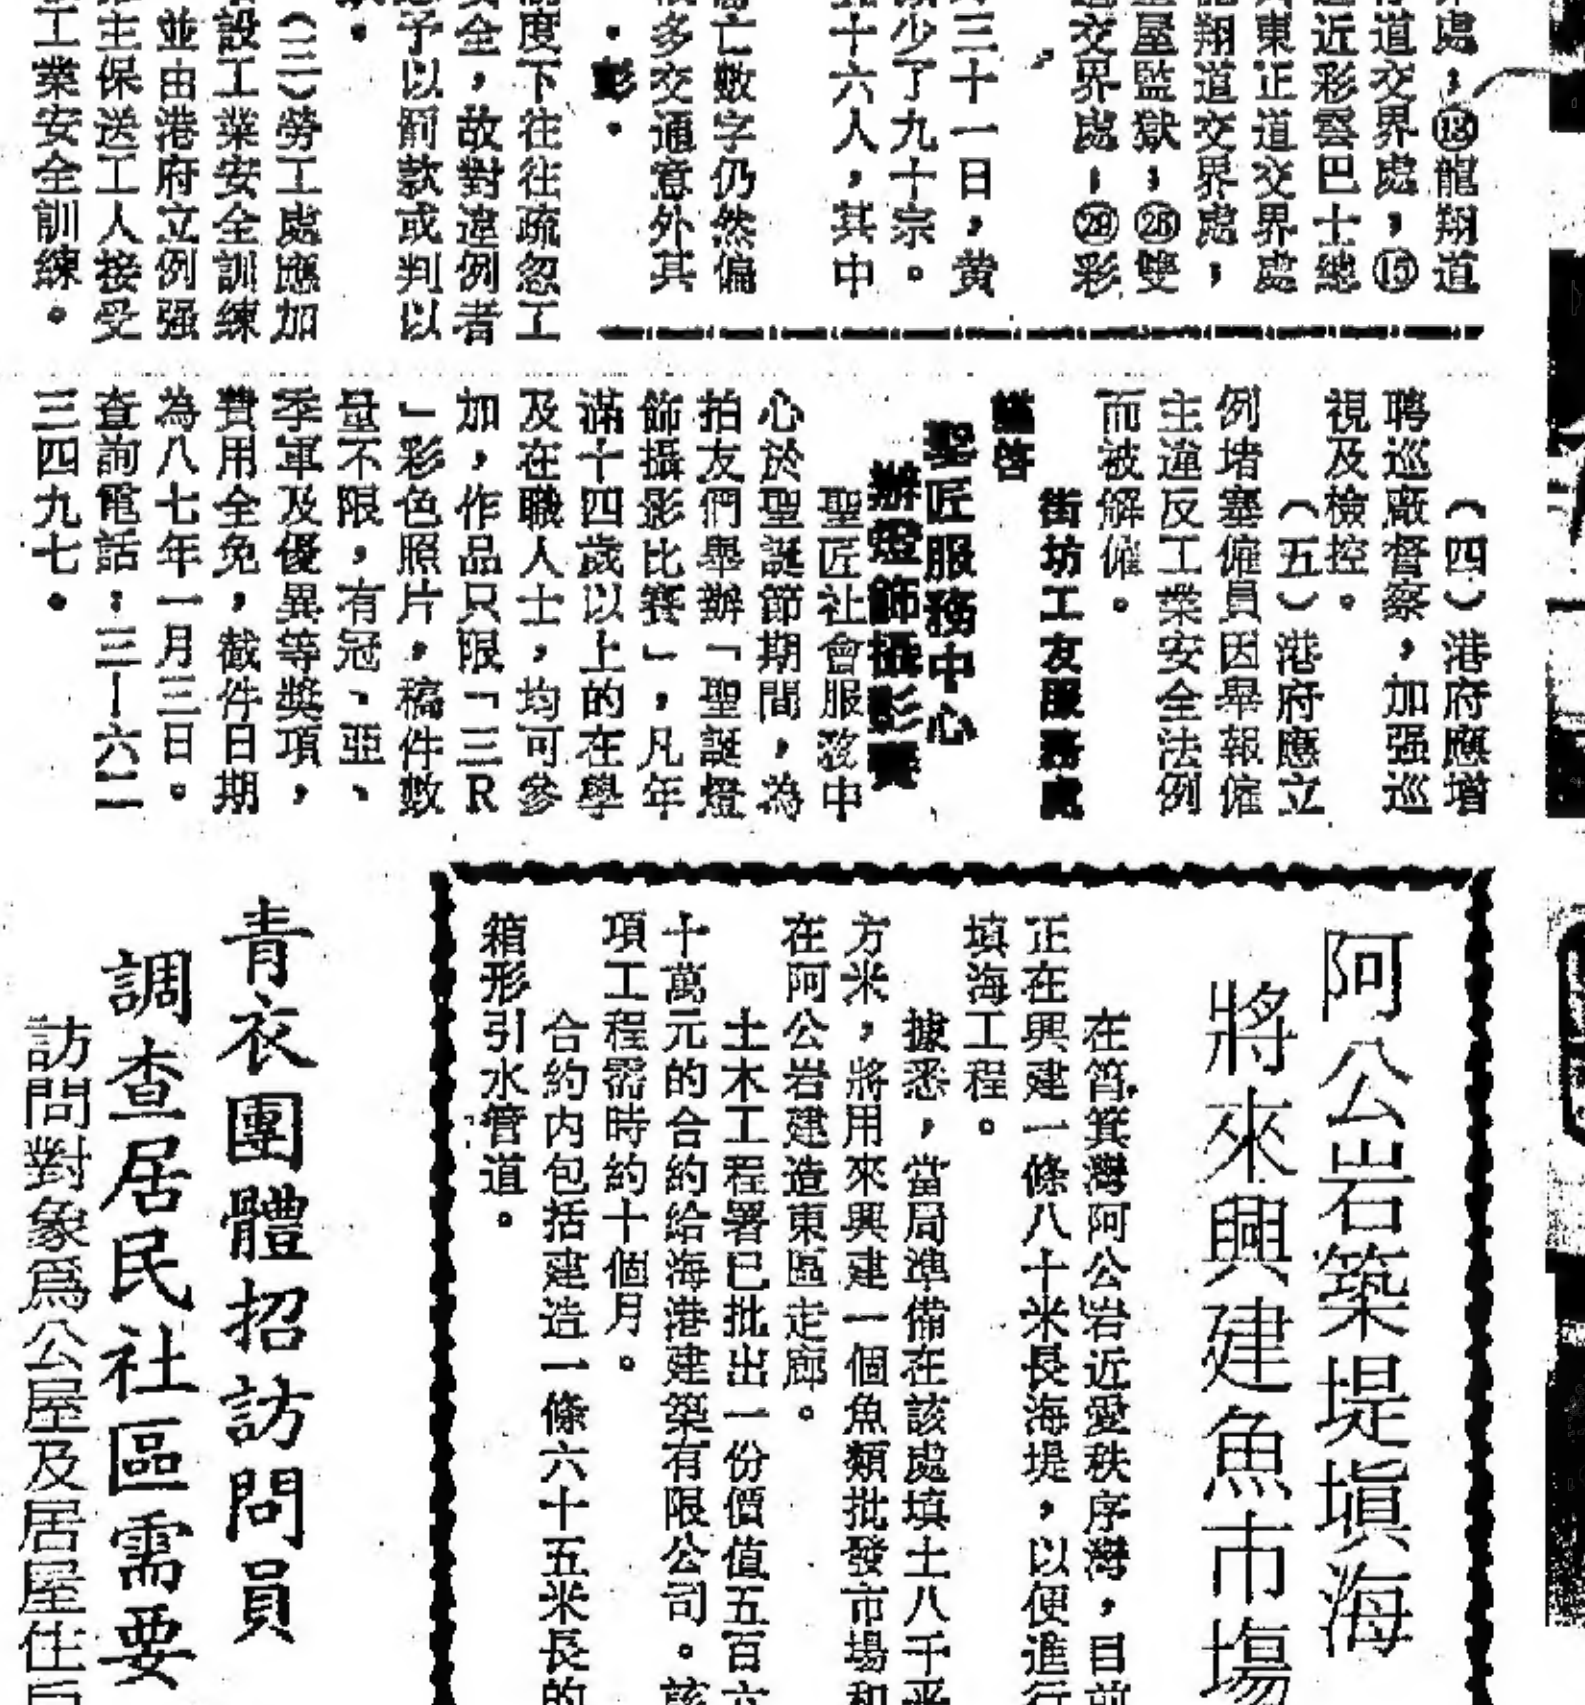 處，⑫龍翔道
道交界處，⑮
近彩雲巴士總
東正道交界處
翔道交界處，
屋監獄，㉖雙
交界處，㉙彩
三十一日，黃
少了九十宗。
十六人，其中
亡數字仍然偏
多交通意外其
彭。
度下往往疏忽工
全，故對違例者
予以罰款或判以
（三）勞工處應加
設工業安全訓練
並由港府立例强
主保送工人接受
工業安全訓練。
（四）港府應增
聘巡廠督察，加强巡
視及檢控。
（五）港府應立
例堵塞僱員因舉報僱
主違反工業安全法例
而被解僱。
街坊工友服務處
謹啓
聖匠服務中心
辦燈飾攝影賽
聖匠社會服務中
心於聖誕節期間，為
拍友們舉辦「聖誕燈
飾攝影比賽」，凡年
滿十四歲以上的在學
及在職人士，均可參
加，作品只限「三R
」彩色照片，稿件數
量不限，有冠、亞、
季軍及優異等獎項，
費用全免，截件日期
為八七年一月三日。
查詢電話：三—六二
三四九七。
阿公岩築堤塡海
將來興建魚市場
在筲箕灣阿公岩近愛秩序灣，目前
正在興建一條八十米長海堤，以便進行
填海工程。
據悉，當局準備在該處填土八千平
方米，將用來興建一個魚類批發市場和
在阿公岩建造東區走廊。
土木工程署已批出一份價值五百六
十萬元的合約給海港建築有限公司。該
項工程需時約十個月。
合約內包括建造一條六十五米長的
箱形引水管道。
青衣團體招訪問員
調查居民社區需要
訪問對象爲公屋及居屋住戶